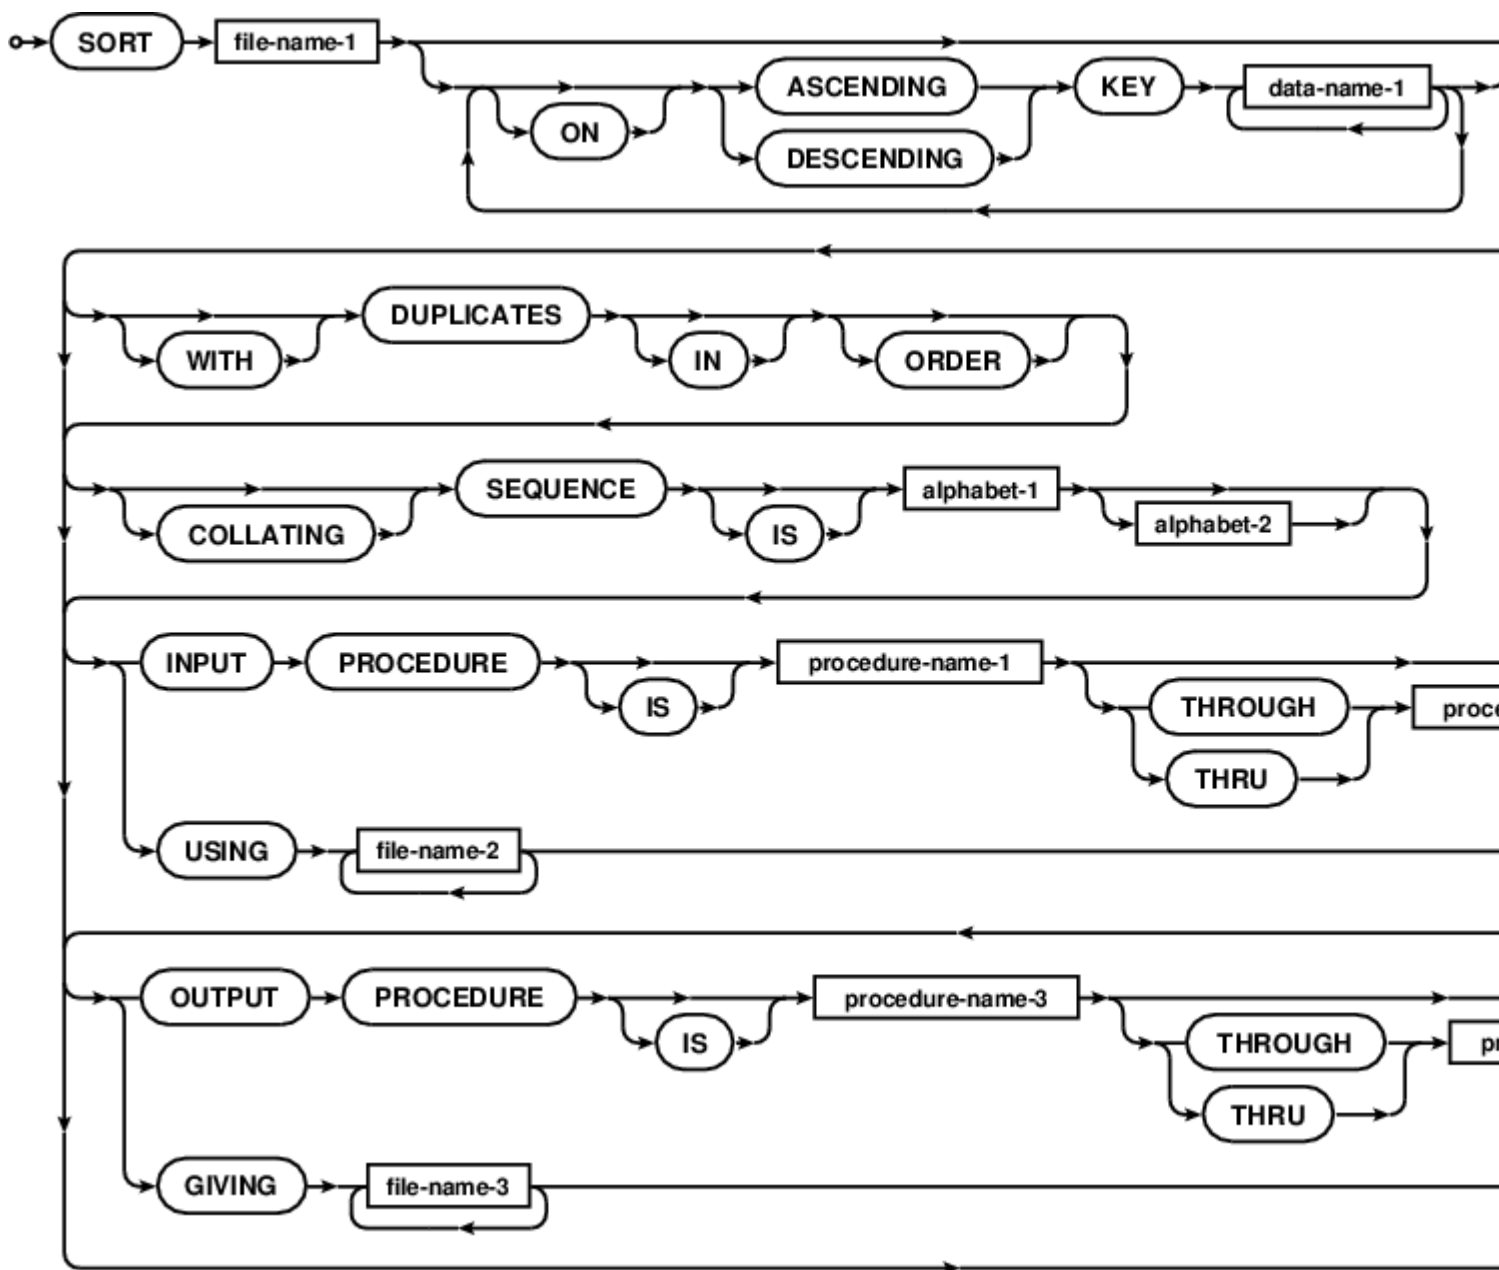 SORT file-name-1
ASCENDING KEY data-name-1
ON
DESCENDING
DUPLICATES
WITH IN ORDER
SEQUENCE alphabet-1
COLLATING IS alphabet-2
INPUT PROCEDURE procedure-name-1
IS THROUGH
THRU
USING file-name-2
OUTPUT PROCEDURE procedure-name-3
IS THROUGH
THRU
GIVING file-name-3